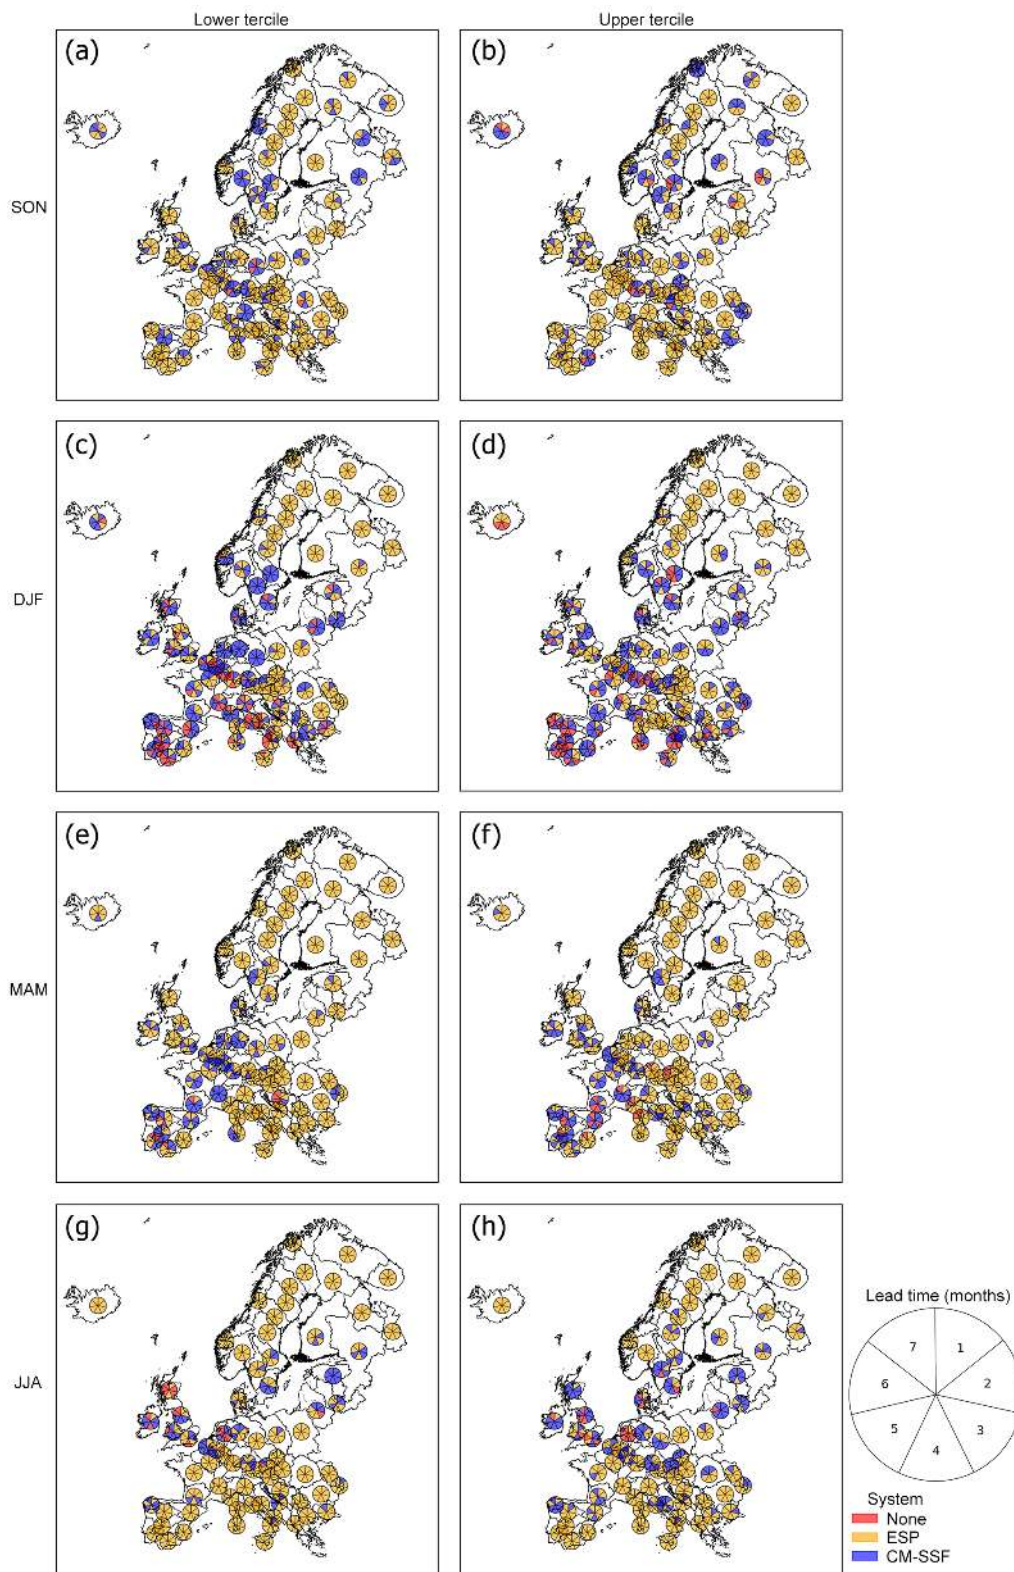 Lower tercile
Upper tercile
(a)
(b)
SON
(c)
(d)
DJF
(e)
(f)
MAM
(g)
(h)
JJA
Lead time (months)
7 1
6 2
5 3
4
System
None
ESP
CM-SSF